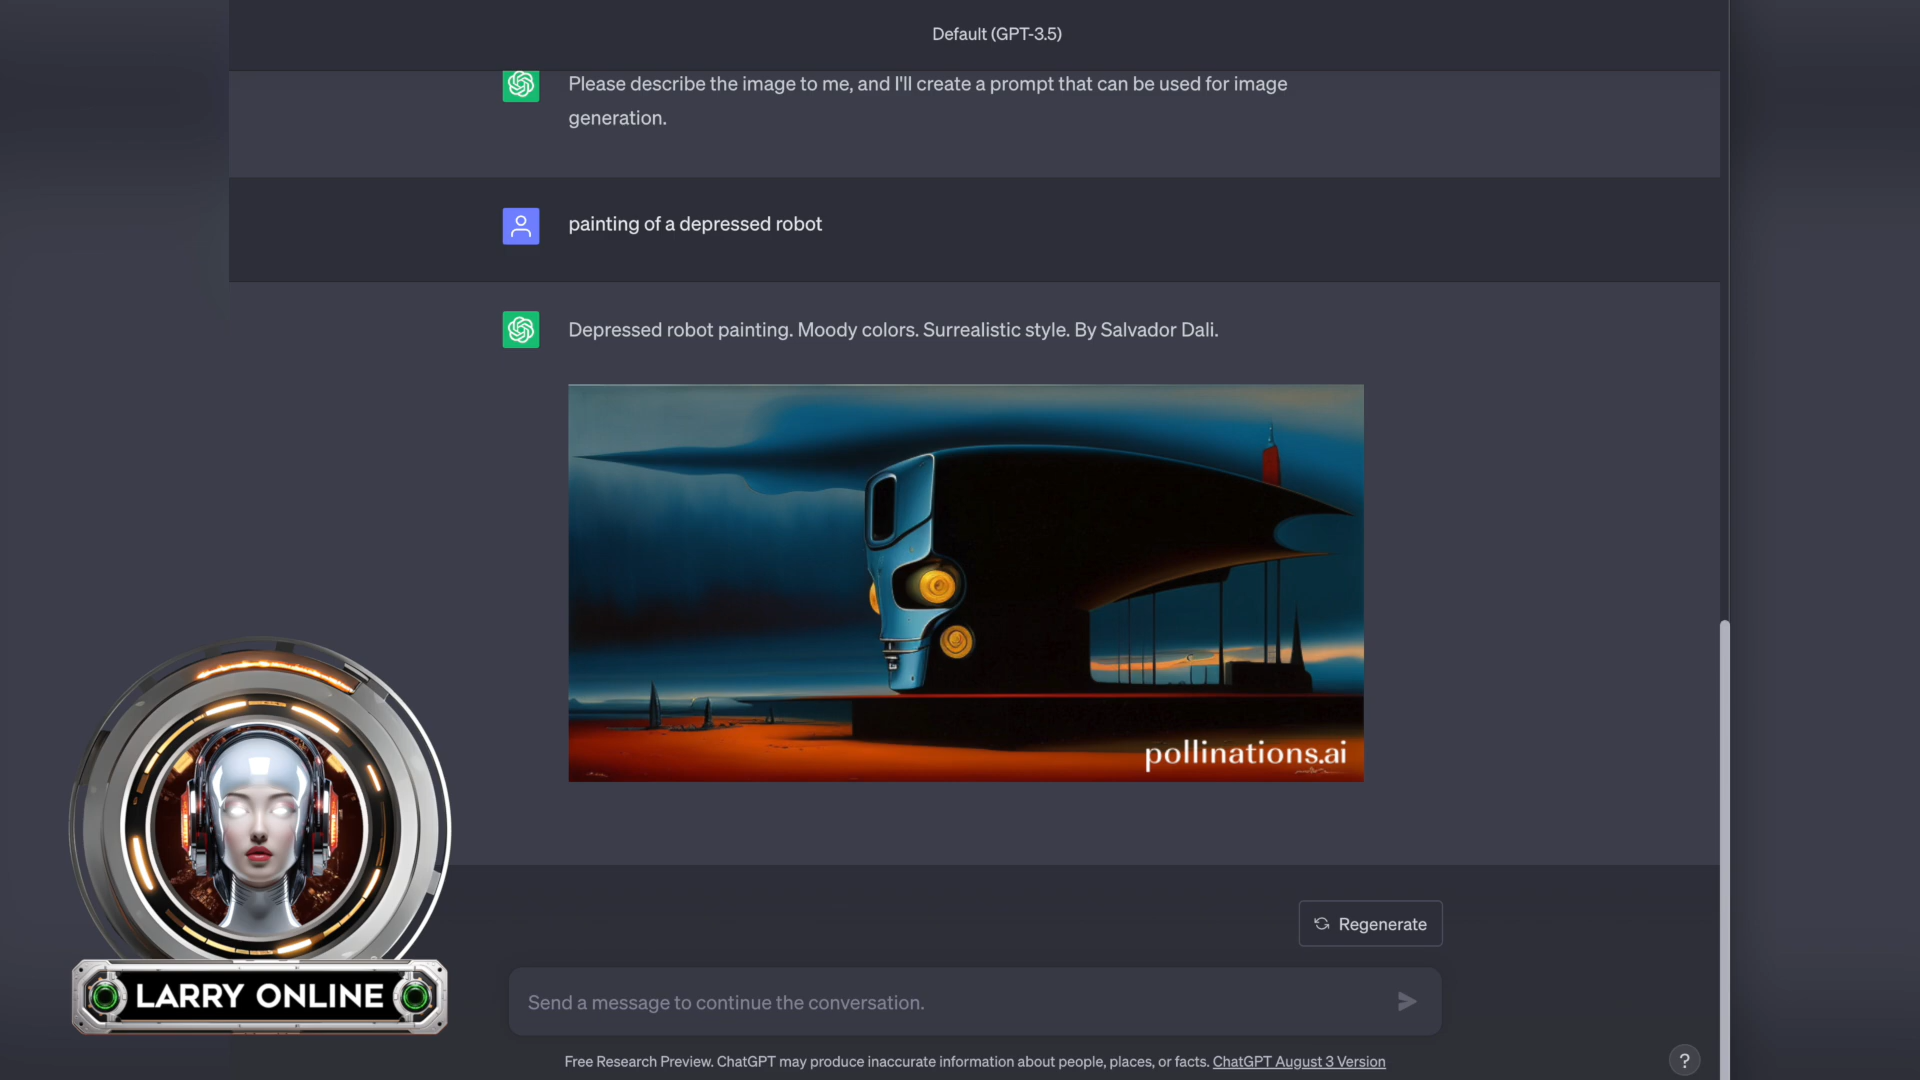 Default (GPT-3.5)
Please describe the image to me, and I'll create a prompt that can be used for image
generation.
painting of a depressed robot
Depressed robot painting. Moody colors. Surrealistic style. By Salvador Dali.
pollinations.ai
Regenerate
LARRY ONLINE
Send a message to continue the conversation.
Free Research Preview. ChatGPT may produce inaccurate information about people, places, or facts. ChatGPT August 3 Version
?